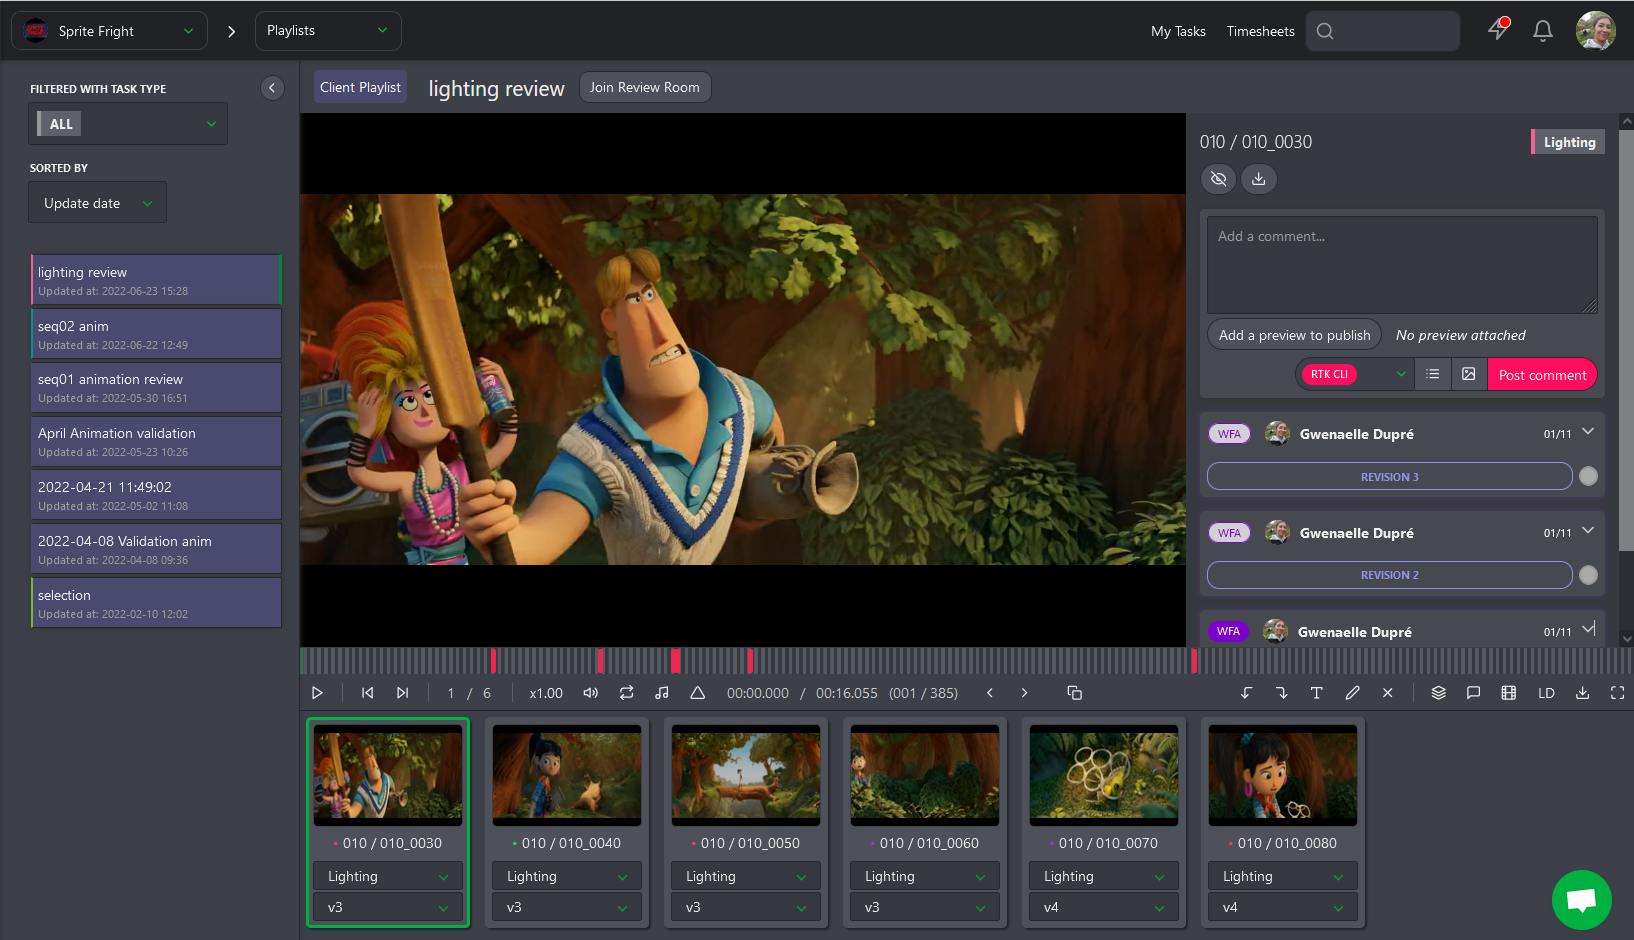 Sprite Fright
Playlists
My Tasks
Timesheets
FILTERED WITH TASK TYPE
ALL
SORTED BY
Update date
lighting review
Updated at: 2022-06-23 15:28
seq02 anim
Updated at: 2022-06-22 12:49
seq01 animation review
Updated at: 2022-05-30 16:51
April Animation validation
Updated at: 2022-05-23 10:26
2022-04-21 11:49:02
Updated at: 2022-05-02 11:08
2022-04-08 Validation anim
Updated at: 2022-04-08 09:36
selection
Updated at: 2022-02-10 12:02
Client Playlist
lighting review
Join Review Room
010 / 010_0030
Lighting
Add a comment...
Add a preview to publish
No preview attached
RTK CLI
Post comment
WFA
Gwenaelle Dupré
01/11
REVISION 3
WFA
Gwenaelle Dupré
01/11
REVISION 2
WFA
Gwenaelle Dupré
01/11
1 / 6
x1.00
00:00.000 / 00:16.055 (001 / 385)
LD
010 / 010_0030
Lighting
v3
010 / 010_0040
Lighting
v3
010 / 010_0050
Lighting
v3
010 / 010_0060
Lighting
v3
010 / 010_0070
Lighting
v4
010 / 010_0080
Lighting
v4